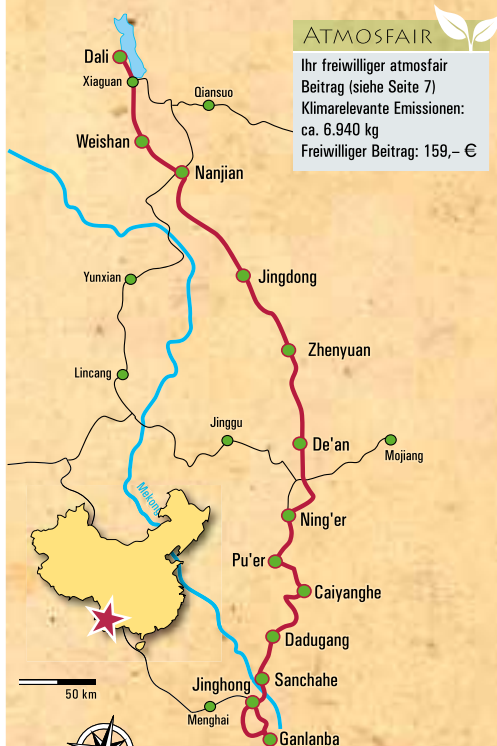 ATMOSFAIR
Ihr freiwilliger atmosfair
Beitrag (siehe Seite 7)
Klimarelevante Emissionen:
ca. 6.940 kg
Freiwilliger Beitrag: 159,– €
Dali
Xiaguan
Qiansuo
Weishan
Nanjian
Yunxian
Jingdong
Zhenyuan
Lincang
Jinggu
De'an
Mojiang
Mekong
Ning'er
Pu'er
Caiyanghe
Dadugang
Sanchahe
50 km
Jinghong
Menghai
Ganlanba